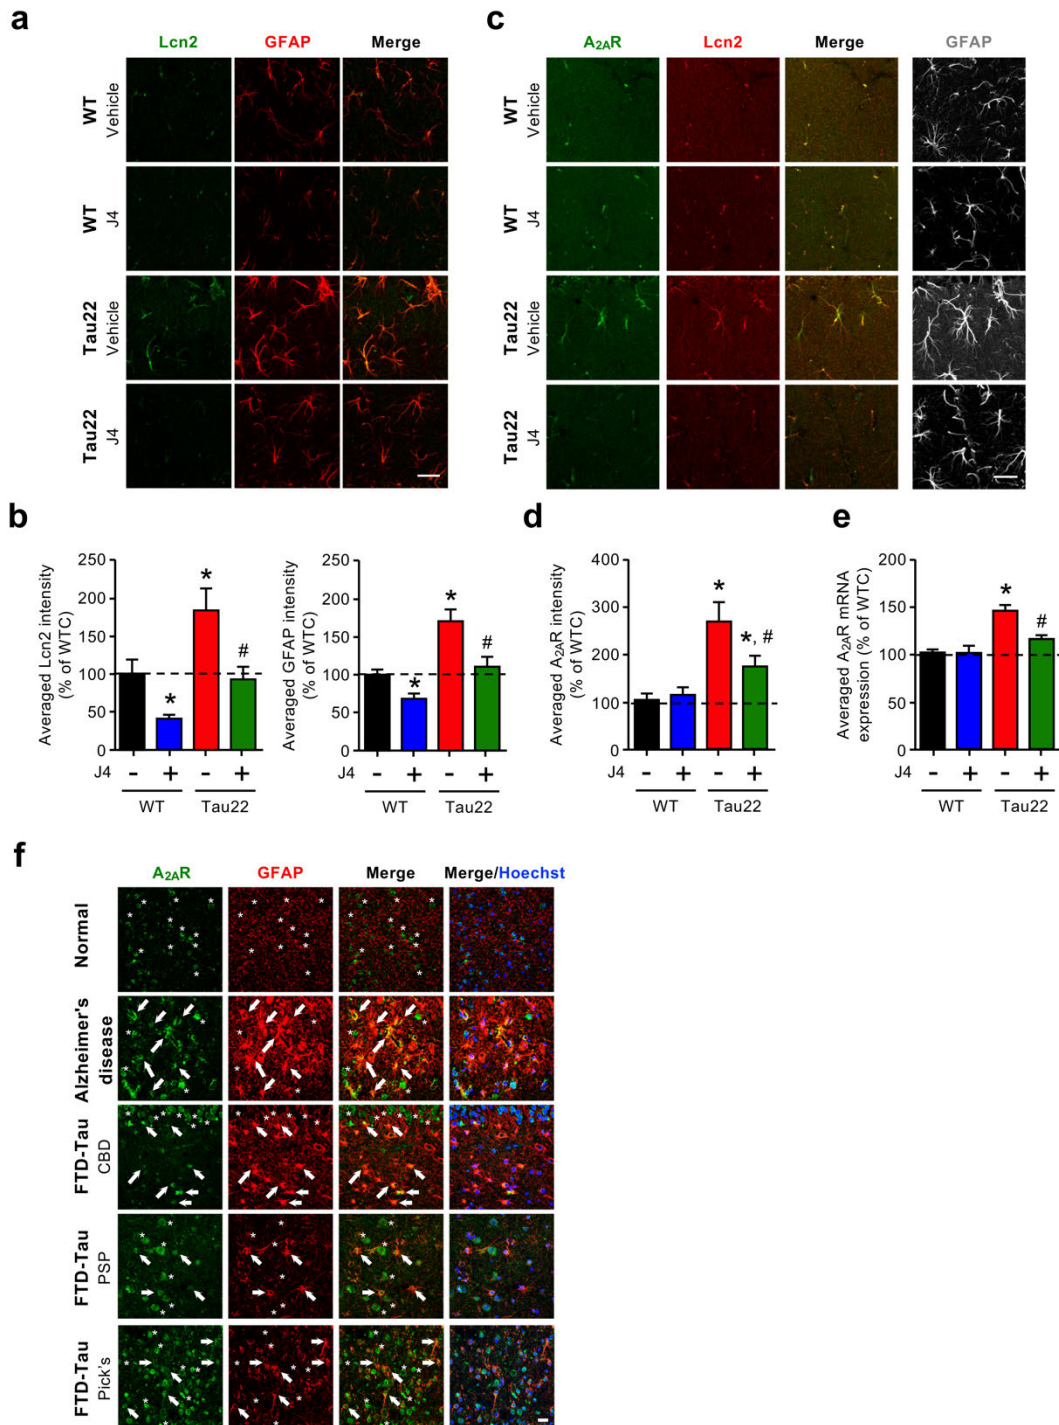 a
Lcn2 GFAP Merge
WT
Vehicle
WT
J4
Tau22
Vehicle
Tau22
J4
c
A2AR Lcn2 Merge GFAP
WT
Vehicle
WT
J4
Tau22
Vehicle
Tau22
J4
b
Averaged Lcn2 intensity
(% of WTC)
250
200
150
100
50
0
*
*
#
J4 - + - +
WT Tau22
Averaged GFAP intensity
(% of WTC)
250
200
150
100
50
0
*
*
#
- + - +
WT Tau22
d
Averaged A2AR intensity
(% of WTC)
400
300
200
100
0
*
*, #
J4 - + - +
WT Tau22
e
Averaged A2AR mRNA
expression (% of WTC)
200
150
100
50
0
*
#
J4 - + - +
WT Tau22
f
A2AR GFAP Merge Merge/Hoechst
Normal
Alzheimer's
disease
FTD-Tau
CBD
FTD-Tau
PSP
FTD-Tau
Pick's